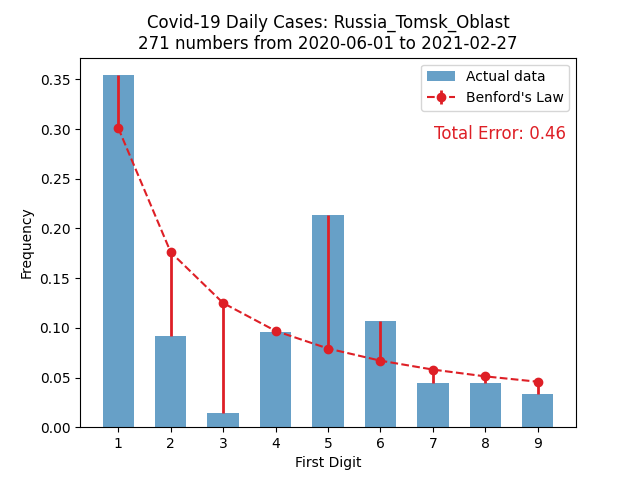 Covid-19 Daily Cases: Russia_Tomsk_Oblast
271 numbers from 2020-06-01 to 2021-02-27
Actual data
Benford's Law
Total Error: 0.46
Frequency
0.35
0.30
0.25
0.20
0.15
0.10
0.05
0.00
1 2 3 4 5 6 7 8 9
First Digit